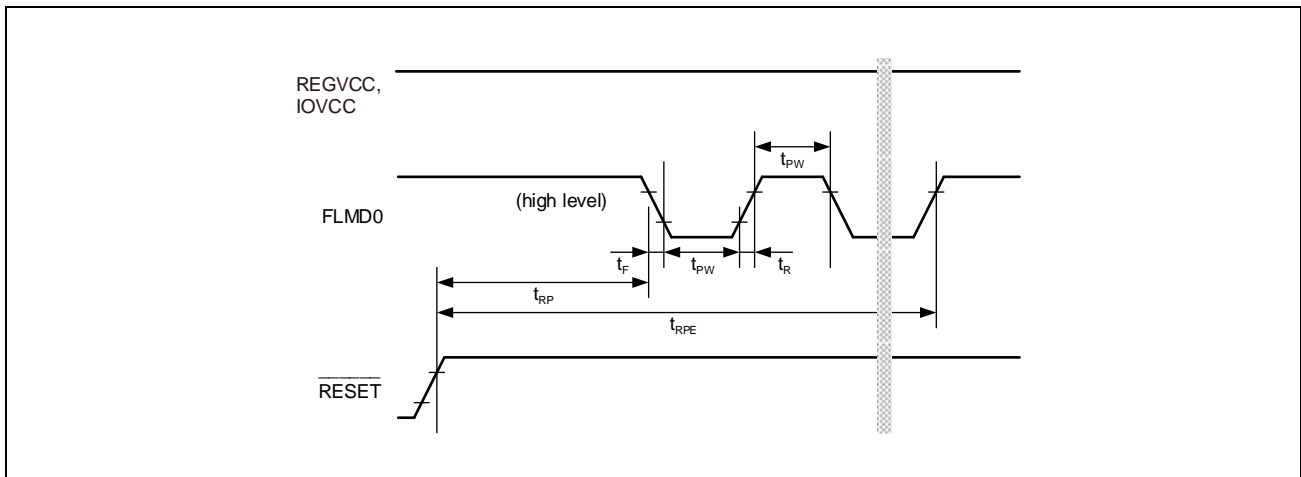 REGVCC,
IOVCC
tPW
(high level)
FLMD0
tF
tPW
tR
tRP
tRPE
RESET